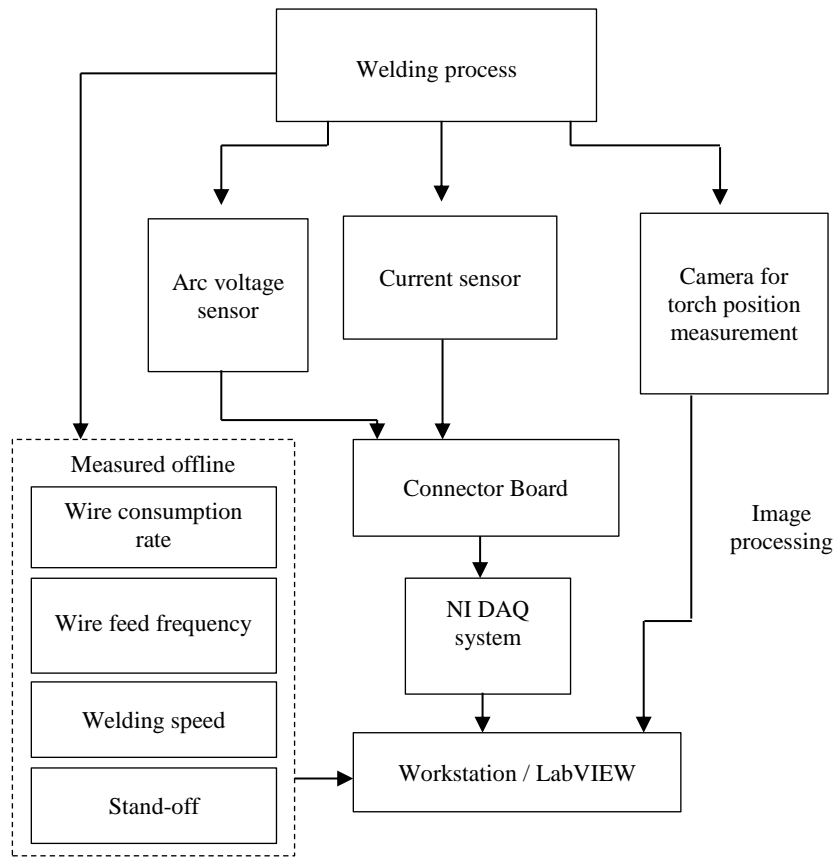 Welding process
Arc voltage
sensor
Current sensor
Camera for
torch position
measurement
Measured offline
Wire consumption
rate
Wire feed frequency
Welding speed
Stand-off
Connector Board
NI DAQ
system
Image
processing
Workstation / LabVIEW